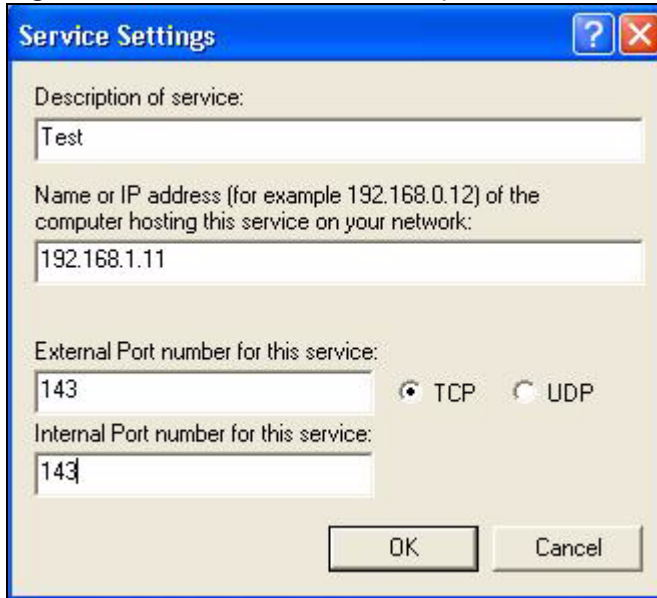 Service Settings
Description of service:
Test
Name or IP address (for example 192.168.0.12) of the
computer hosting this service on your network:
192.168.1.11
External Port number for this service:
143
TCP
UDP
Internal Port number for this service:
143
OK
Cancel